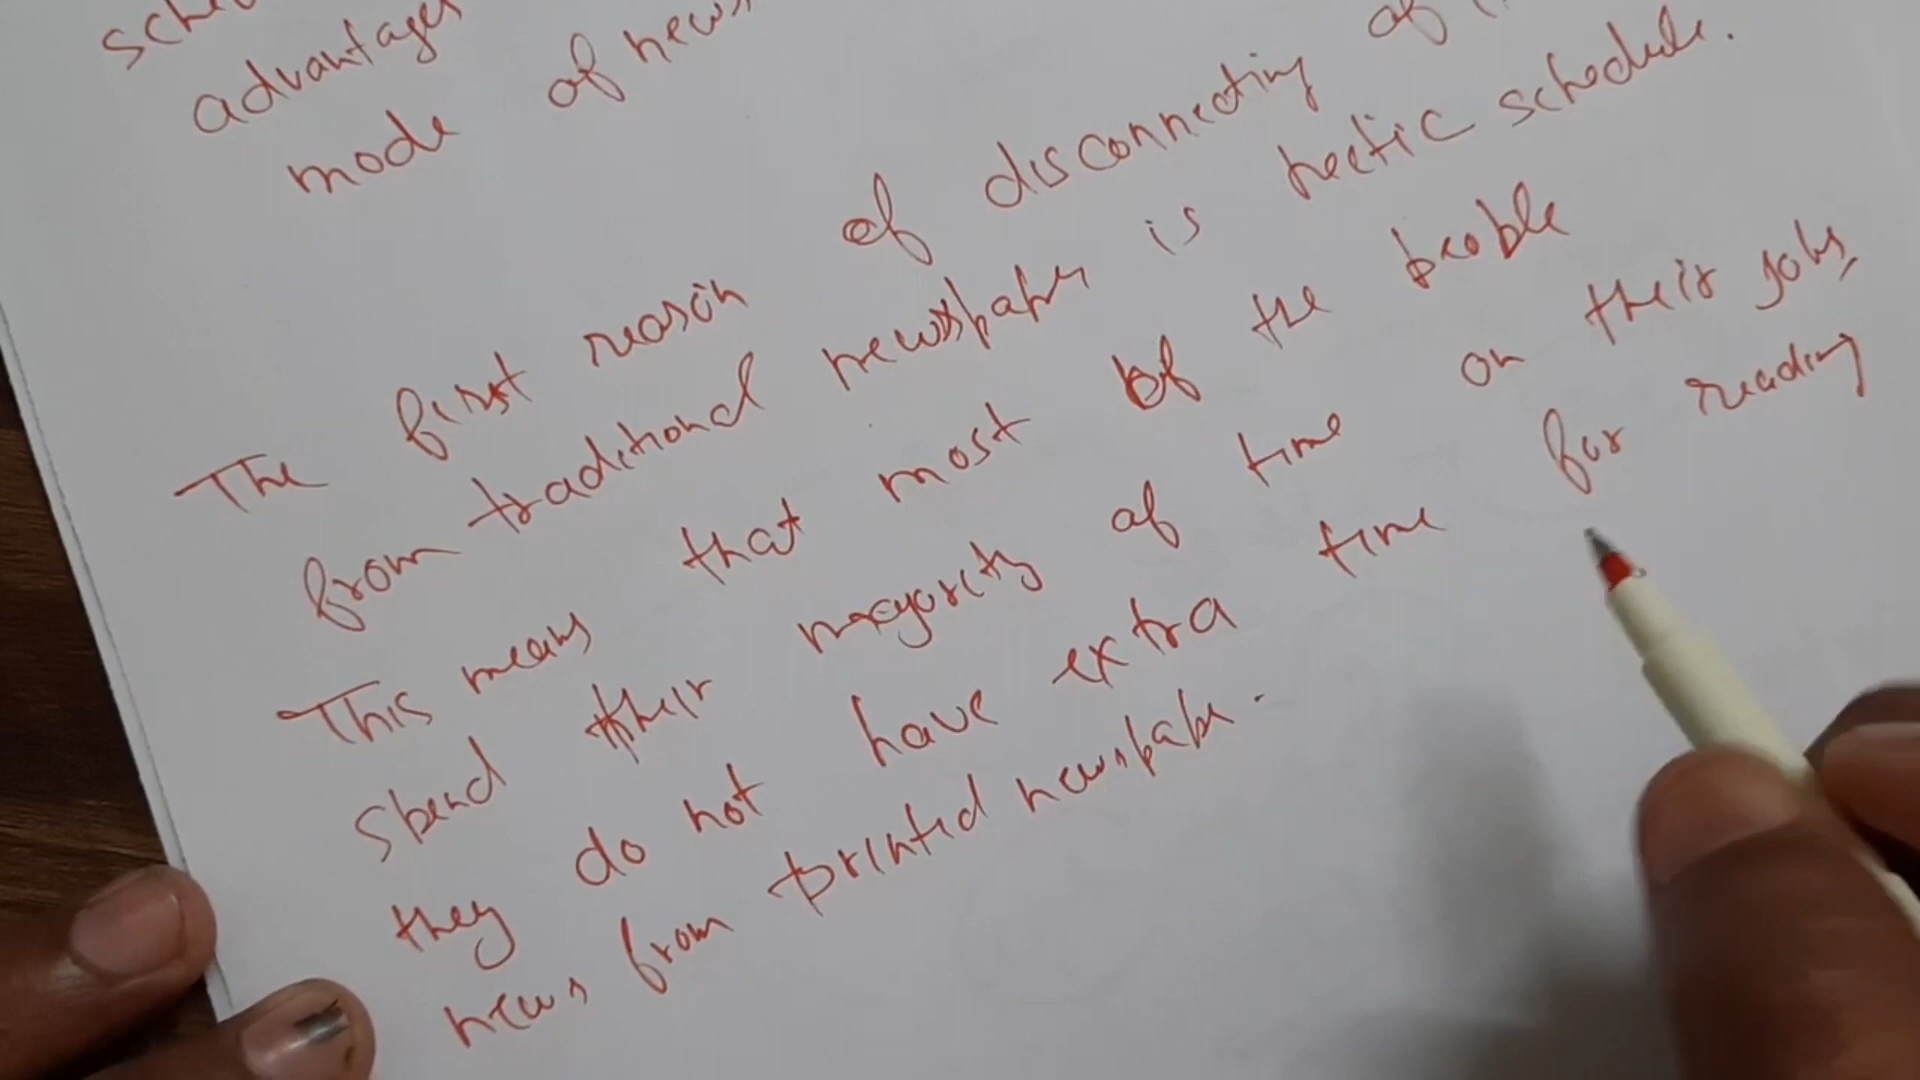 advantages
mode of news
The first reason of disconnecting of
from traditional newspaper is hectic schedule.
This means that most of the people
spend their majority of time on their jobs,
they do not have extra time for reading
news from printed newspaper.